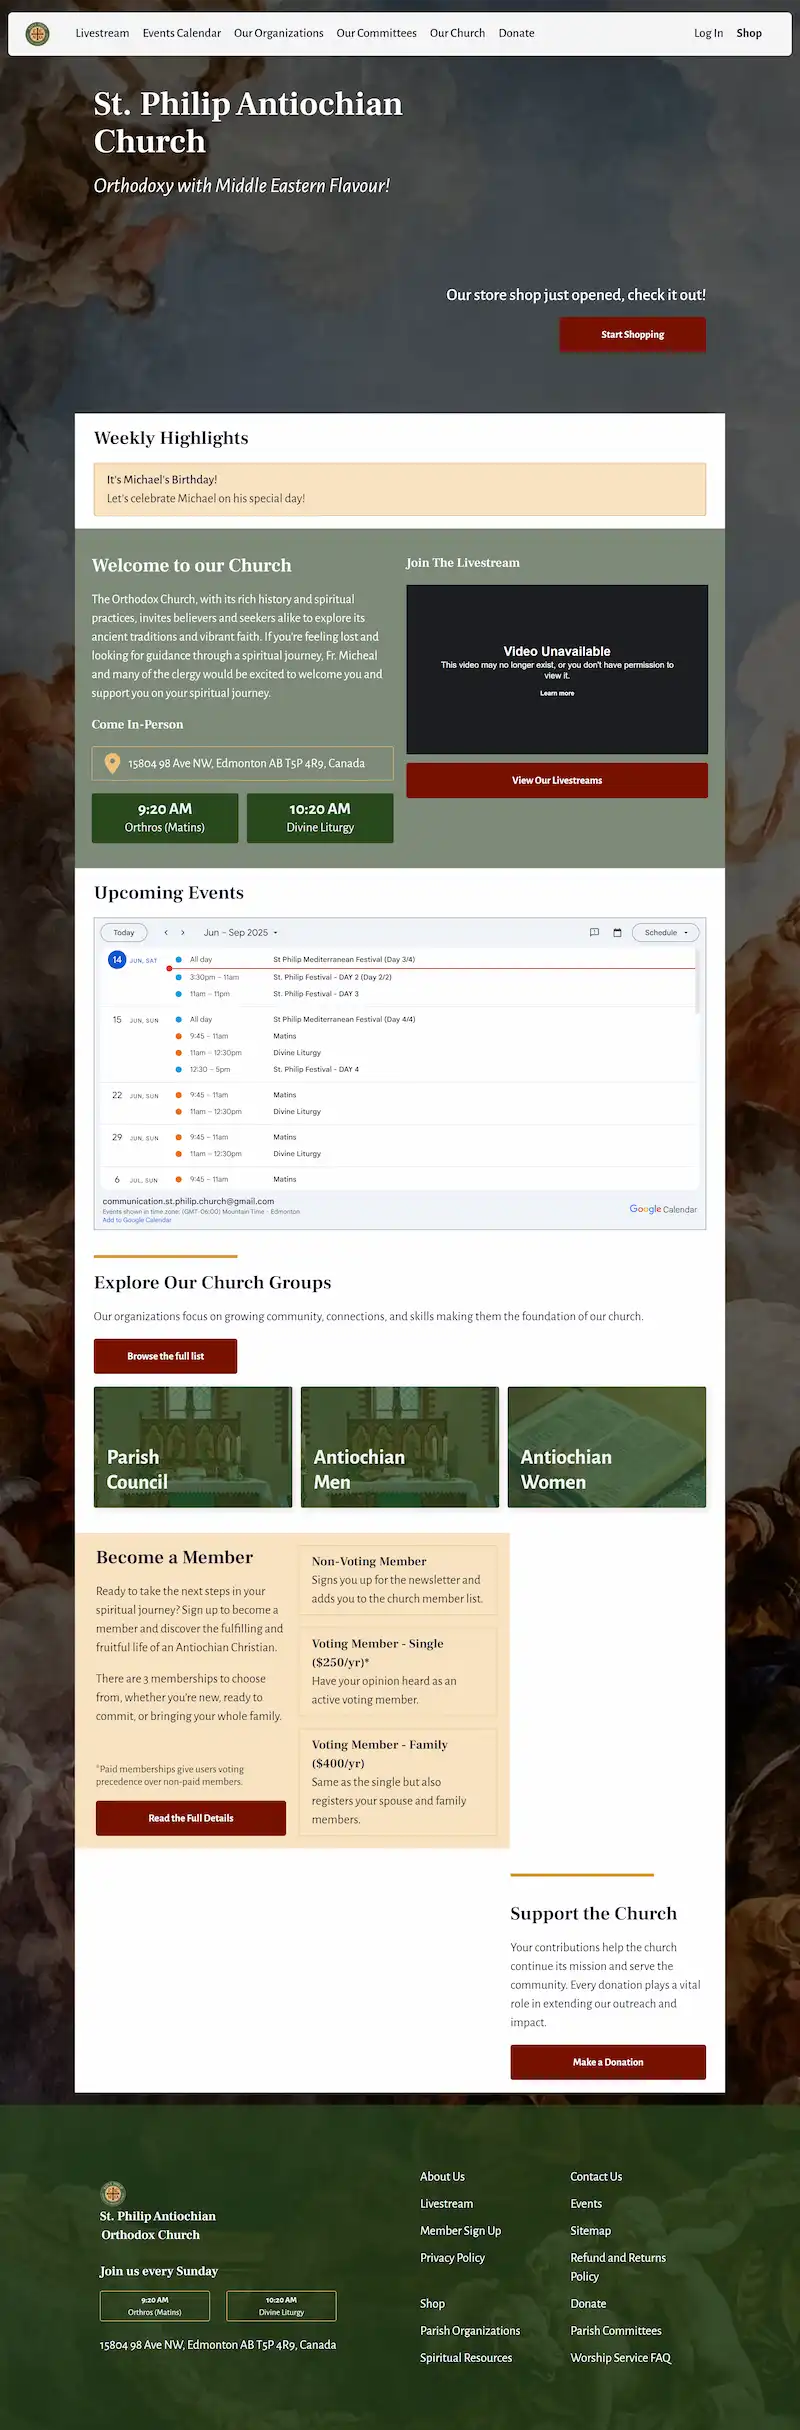 Livestream Events Calendar Our Organizations Our Committees Our Church Donate Log In Shop
St. Philip Antiochian
Church
Orthodoxy with Middle Eastern Flavour!
Our store shop just opened, check it out!
Start Shopping
Weekly Highlights
It's Michael's Birthday!
Let's celebrate Michael on his special day!
Welcome to our Church
The Orthodox Church, with its rich history and spiritual
practices, invites believers and seekers alike to explore its
ancient traditions and vibrant faith. If you're feeling lost and
looking for guidance through a spiritual journey, Fr. Micheal
and many of the clergy would be excited to welcome you and
support you on your spiritual journey.
Come In-Person
15804 98 Ave NW, Edmonton AB T5P 4R9, Canada
9:20 AM
Orthros (Matins)
10:20 AM
Divine Liturgy
Join The Livestream
Video Unavailable
This video may no longer exist, or you don't have permission to
view it.
Learn more
View Our Livestreams
Upcoming Events
Today Jun – Sep 2025 Schedule
14 JUN, SAT All day St Philip Mediterranean Festival (Day 3/4)
3:30pm – 11am St. Philip Festival - DAY 2 (Day 2/2)
11am – 11pm St. Philip Festival - DAY 3
15 JUN, SUN All day St Philip Mediterranean Festival (Day 4/4)
9:45 – 11am Matins
11am – 12:30pm Divine Liturgy
12:30 – 5pm St. Philip Festival - DAY 4
22 JUN, SUN 9:45 – 11am Matins
11am – 12:30pm Divine Liturgy
29 JUN, SUN 9:45 – 11am Matins
11am – 12:30pm Divine Liturgy
6 JUL, SUN 9:45 – 11am Matins
communication.st.philip.church@gmail.com
Events shown in time zone: (GMT-06:00) Mountain Time - Edmonton
Add to Google Calendar
Google Calendar
Explore Our Church Groups
Our organizations focus on growing community, connections, and skills making them the foundation of our church.
Browse the full list
Parish
Council
Antiochian
Men
Antiochian
Women
Become a Member
Ready to take the next steps in your
spiritual journey? Sign up to become a
member and discover the fulfilling and
fruitful life of an Antiochian Christian.
There are 3 memberships to choose
from, whether you're new, ready to
commit, or bringing your whole family.
*Paid memberships give users voting
precedence over non-paid members.
Read the Full Details
Non-Voting Member
Signs you up for the newsletter and
adds you to the church member list.
Voting Member - Single
($250/yr)*
Have your opinion heard as an
active voting member.
Voting Member - Family
($400/yr)
Same as the single but also
registers your spouse and family
members.
Support the Church
Your contributions help the church
continue its mission and serve the
community. Every donation plays a vital
role in extending our outreach and
impact.
Make a Donation
St. Philip Antiochian
Orthodox Church
Join us every Sunday
9:20 AM
Orthros (Matins)
10:20 AM
Divine Liturgy
15804 98 Ave NW, Edmonton AB T5P 4R9, Canada
About Us
Contact Us
Livestream
Events
Member Sign Up
Sitemap
Privacy Policy
Refund and Returns
Policy
Shop
Donate
Parish Organizations
Parish Committees
Spiritual Resources
Worship Service FAQ